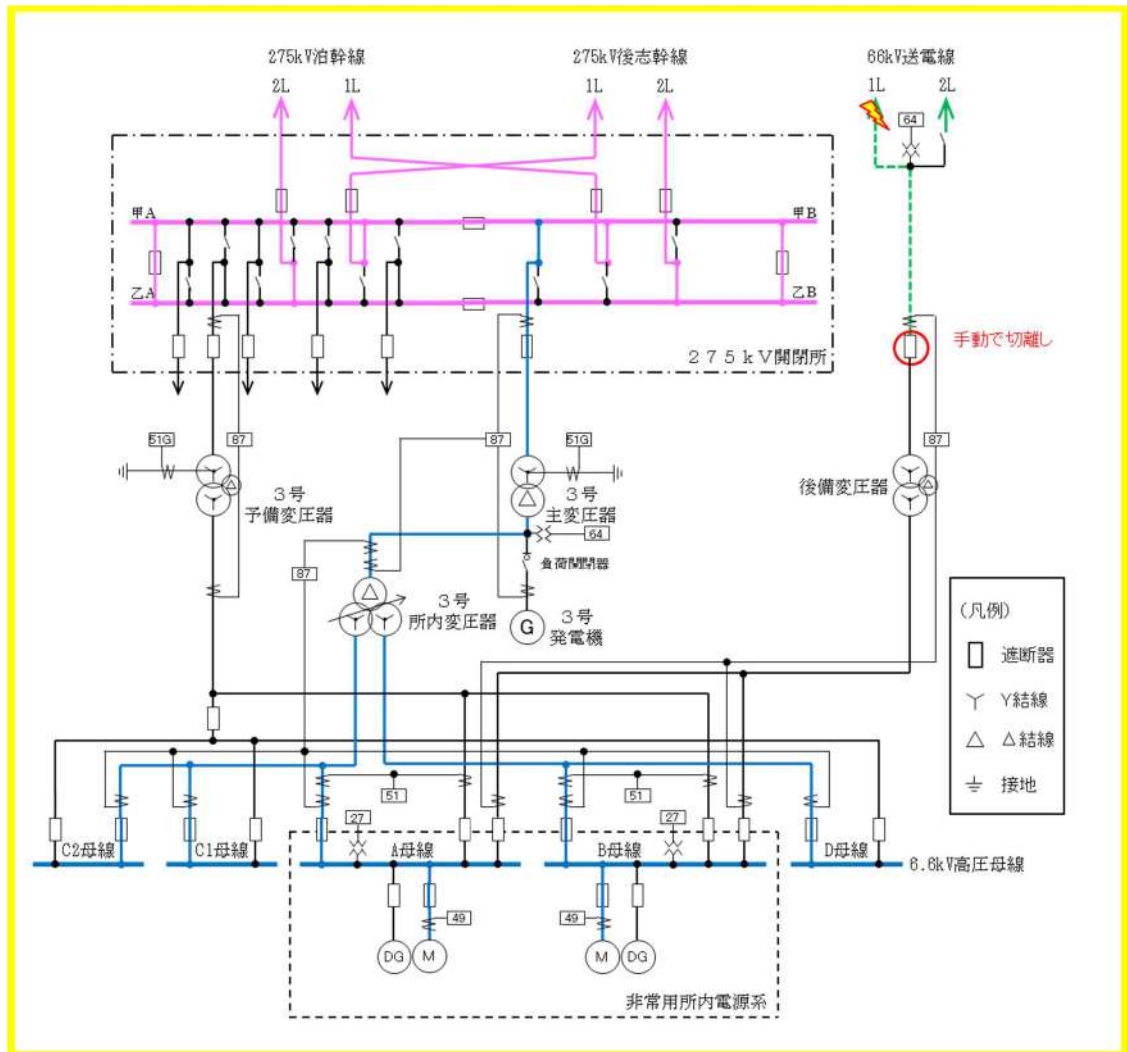 275kV泊幹線
275kV後志幹線
66kV送電線
2L
1L
1L
2L
1L
2L
64
甲A
甲B
乙A
乙B
275kV開閉所
手動で切離し
51G
87
87
51G
87
3号
予備変圧器
3号
主変圧器
後備変圧器
64
負荷開閉器
87
3号
所内変圧器
G
3号
発電機
(凡例)
遮断器
Y結線
△結線
接地
51
51
27
27
C2母線
C1母線
A母線
B母線
D母線
6.6kV高圧母線
49
49
DG
M
M
DG
非常用所内電源系